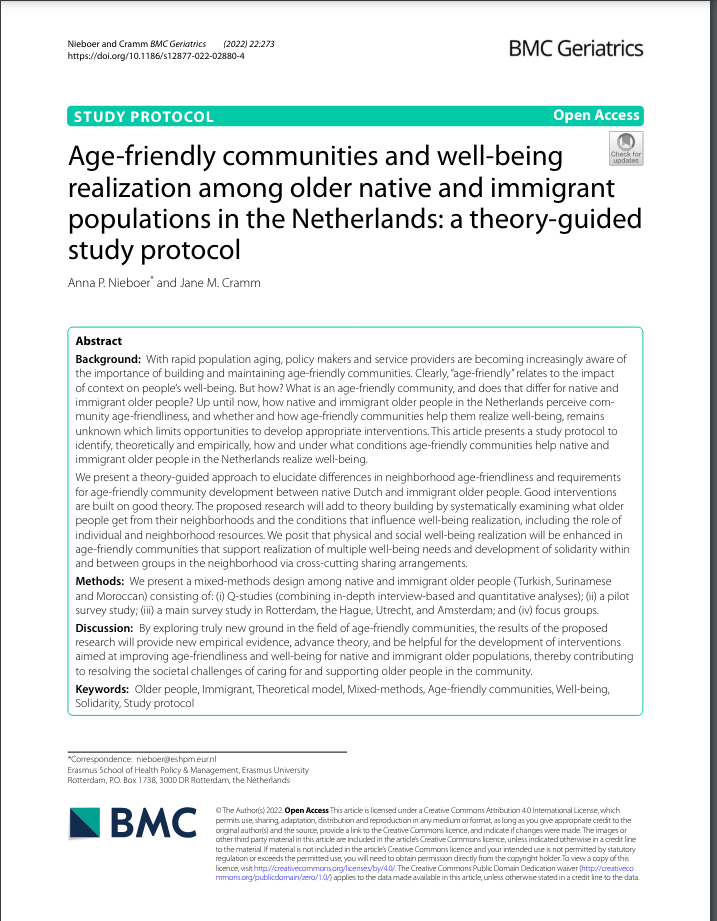 Nieboer and Cramm BMC Geriatrics (2022) 22:273
https://doi.org/10.1186/s12877-022-02880-4
BMC Geriatrics
STUDY PROTOCOL
Open Access
Check for
updates
Age-friendly communities and well-being
realization among older native and immigrant
populations in the Netherlands: a theory-guided
study protocol
Anna P. Nieboer* and Jane M. Cramm
Abstract
Background: With rapid population aging, policy makers and service providers are becoming increasingly aware of
the importance of building and maintaining age-friendly communities. Clearly, “age-friendly” relates to the impact
of context on people’s well-being. But how? What is an age-friendly community, and does that differ for native and
immigrant older people? Up until now, how native and immigrant older people in the Netherlands perceive com-
munity age-friendliness, and whether and how age-friendly communities help them realize well-being, remains
unknown which limits opportunities to develop appropriate interventions. This article presents a study protocol to
identify, theoretically and empirically, how and under what conditions age-friendly communities help native and
immigrant older people in the Netherlands realize well-being.
We present a theory-guided approach to elucidate differences in neighborhood age-friendliness and requirements
for age-friendly community development between native Dutch and immigrant older people. Good interventions
are built on good theory. The proposed research will add to theory building by systematically examining what older
people get from their neighborhoods and the conditions that influence well-being realization, including the role of
individual and neighborhood resources. We posit that physical and social well-being realization will be enhanced in
age-friendly communities that support realization of multiple well-being needs and development of solidarity within
and between groups in the neighborhood via cross-cutting sharing arrangements.
Methods: We present a mixed-methods design among native and immigrant older people (Turkish, Surinamese
and Moroccan) consisting of: (i) Q-studies (combining in-depth interview-based and quantitative analyses); (ii) a pilot
survey study; (iii) a main survey study in Rotterdam, the Hague, Utrecht, and Amsterdam; and (iv) focus groups.
Discussion: By exploring truly new ground in the field of age-friendly communities, the results of the proposed
research will provide new empirical evidence, advance theory, and be helpful for the development of interventions
aimed at improving age-friendliness and well-being for native and immigrant older populations, thereby contributing
to resolving the societal challenges of caring for and supporting older people in the community.
Keywords: Older people, Immigrant, Theoretical model, Mixed-methods, Age-friendly communities, Well-being,
Solidarity, Study protocol
*Correspondence: nieboer@eshpm.eur.nl
Erasmus School of Health Policy & Management, Erasmus University
Rotterdam, P.O. Box 1738, 3000 DR Rotterdam, the Netherlands
BMC
© The Author(s) 2022. Open Access This article is licensed under a Creative Commons Attribution 4.0 International License, which
permits use, sharing, adaptation, distribution and reproduction in any medium or format, as long as you give appropriate credit to the
original author(s) and the source, provide a link to the Creative Commons licence, and indicate if changes were made. The images or
other third party material in this article are included in the article’s Creative Commons licence, unless indicated otherwise in a credit line
to the material. If material is not included in the article’s Creative Commons licence and your intended use is not permitted by statutory
regulation or exceeds the permitted use, you will need to obtain permission directly from the copyright holder. To view a copy of this
licence, visit http://creativecommons.org/licenses/by/4.0/. The Creative Commons Public Domain Dedication waiver (http://creativeco
mmons.org/publicdomain/zero/1.0/) applies to the data made available in this article, unless otherwise stated in a credit line to the data.